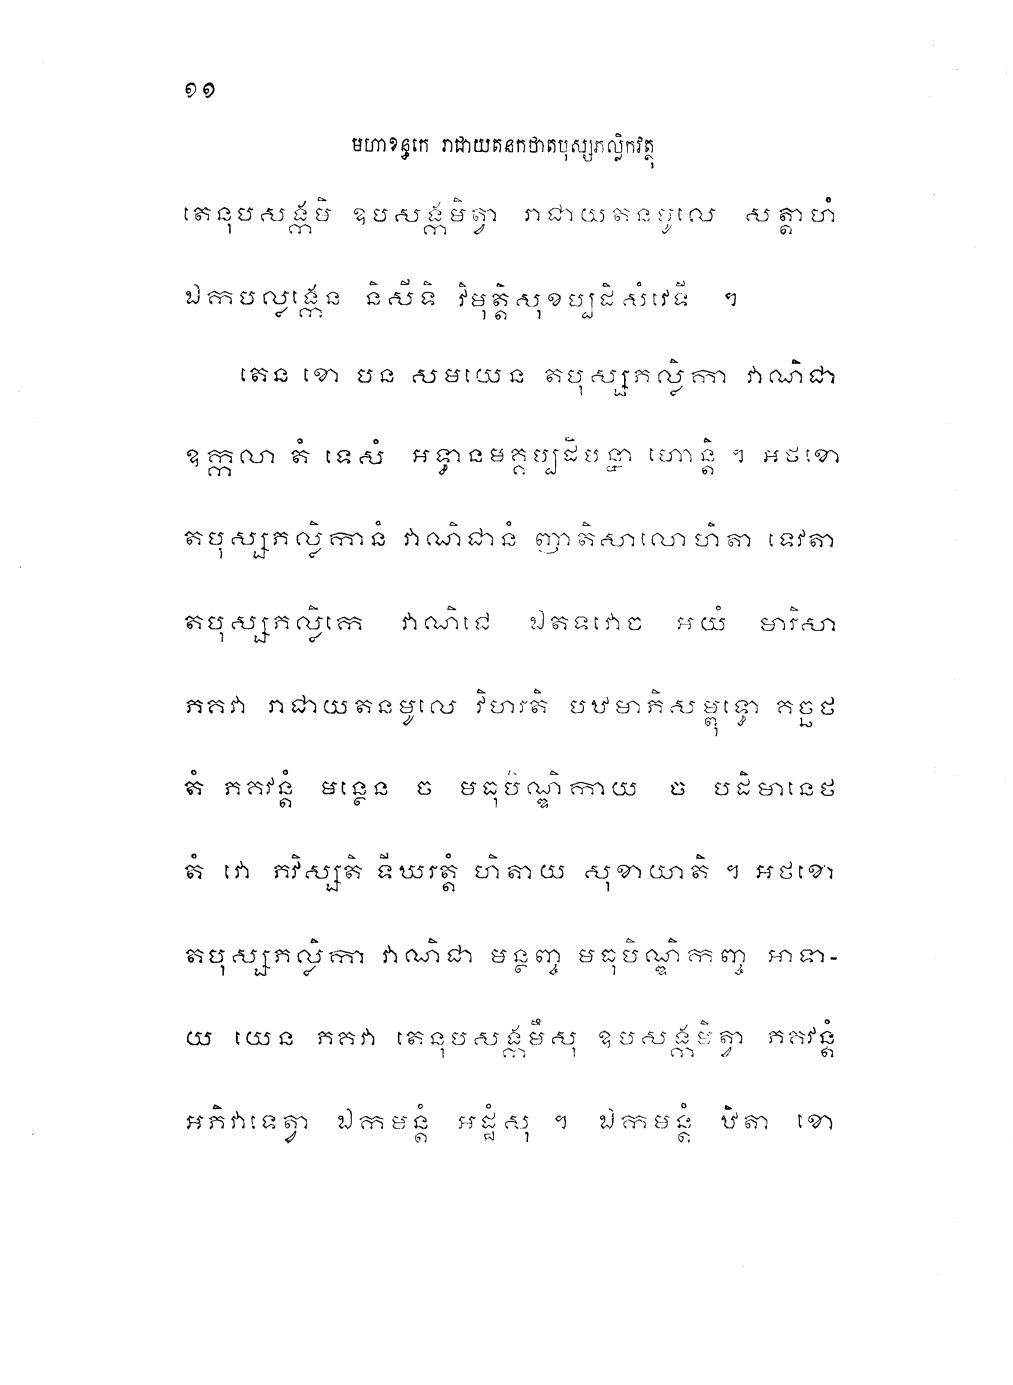 ១១
មហាខន្ធកេ រាជាយតនកថាតបុស្សភល្លិកវត្ថុ
តេនុបសង្កមិ ឧបសង្កមិត្វា រាជាយតនមូលេ សត្តាហំ
ឯកបល្លង្កេន និសីទិ វិមុត្តិសុខប្បដិសំវេទី ។
តេន ខោ បន សមយេន តបុស្សភល្លិកា វាណិជា
ឧក្កលា តំ ទេសំ អទ្ធានមគ្គប្បដិបន្នា ហោន្តិ ។ អថខោ
តបុស្សភល្លិកានំ វាណិជានំ ញាតិសាលោហិតា ទេវតា
តបុស្សភល្លិកេ វាណិជេ ឯតទវោច អយំ មារិសា
ភគវា រាជាយតនមូលេ វិហរតិ បឋមាភិសម្ពុទ្ធោ គច្ឆថ
តំ ភគវន្តំ មន្ថេន ច មធុបិណ្ឌិកាយ ច បដិមានេថ
តំ វោ ភវិស្សតិ ទីឃរត្តំ ហិតាយ សុខាយាតិ ។ អថខោ
តបុស្សភល្លិកា វាណិជា មន្ថញ្ច មធុបិណ្ឌិកញ្ច អាទា-
យ យេន ភគវា តេនុបសង្កមឹសុ ឧបសង្កមិត្វា ភគវន្តំ
អភិវាទេត្វា ឯកមន្តំ អដ្ឋំសុ ។ ឯកមន្តំ ឋិតា ខោ